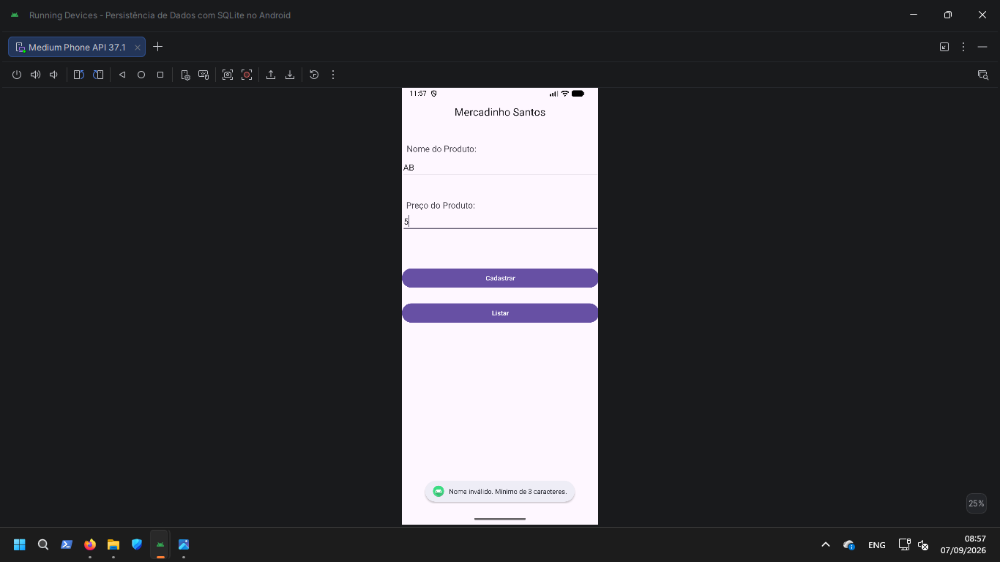 Running Devices - Persistência de Dados com SQLite no Android
Medium Phone API 37.1
11:57
Mercadinho Santos
Nome do Produto:
AB
Preço do Produto:
5
Cadastrar
Listar
Nome inválido. Mínimo de 3 caracteres.
25%
ENG
08:57
07/09/2026